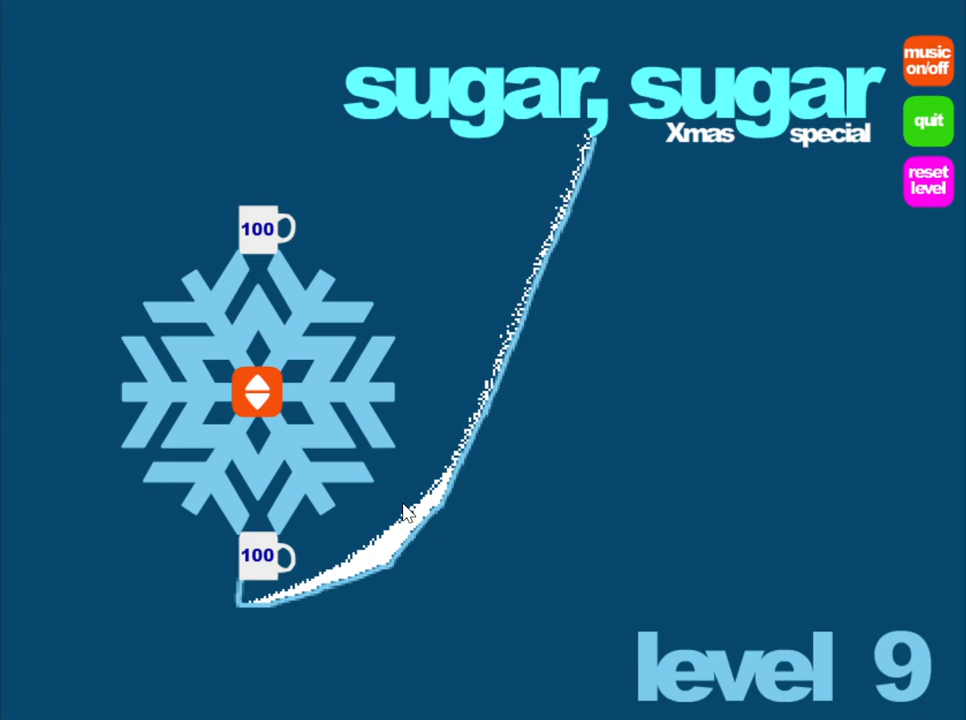 music
on/off
sugar, sugar
Xmas special
quit
reset
level
100
100
level 9